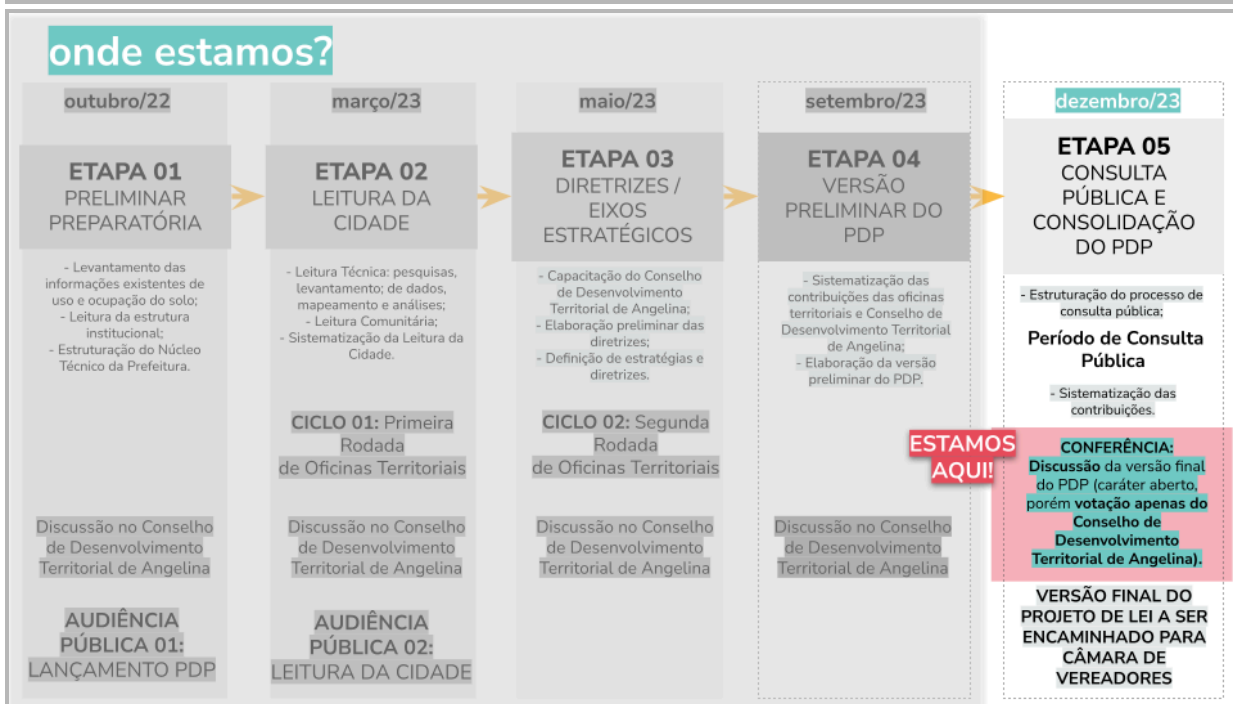 onde estamos?
outubro/22
ETAPA 01
PRELIMINAR
PREPARATÓRIA
- Levantamento das
informações existentes de
uso e ocupação do solo;
- Leitura da estrutura
institucional;
- Estruturação do Núcleo
Técnico da Prefeitura.
Discussão no Conselho
de Desenvolvimento
Territorial de Angelina
AUDIÊNCIA
PÚBLICA 01:
LANÇAMENTO PDP
março/23
ETAPA 02
LEITURA DA
CIDADE
- Leitura Técnica: pesquisas,
levantamento; de dados,
mapeamento e análises;
- Leitura Comunitária;
- Sistematização da Leitura da
Cidade.
CICLO 01: Primeira
Rodada
de Oficinas Territoriais
Discussão no Conselho
de Desenvolvimento
Territorial de Angelina
AUDIÊNCIA
PÚBLICA 02:
LEITURA DA CIDADE
maio/23
ETAPA 03
DIRETRIZES /
EIXOS
ESTRATÉGICOS
- Capacitação do Conselho
de Desenvolvimento
Territorial de Angelina;
- Elaboração preliminar das
diretrizes;
- Definição de estratégias e
diretrizes.
CICLO 02: Segunda
Rodada
de Oficinas Territoriais
Discussão no Conselho
de Desenvolvimento
Territorial de Angelina
setembro/23
ETAPA 04
VERSÃO
PRELIMINAR DO
PDP
- Sistematização das
contribuições das oficinas
territoriais e Conselho de
Desenvolvimento Territorial
de Angelina;
- Elaboração da versão
preliminar do PDP.
Discussão no Conselho
de Desenvolvimento
Territorial de Angelina
dezembro/23
ETAPA 05
CONSULTA
PÚBLICA E
CONSOLIDAÇÃO
DO PDP
- Estruturação do processo de
consulta pública;
Período de Consulta
Pública
- Sistematização das
contribuições.
ESTAMOS
AQUI!
CONFERÊNCIA:
Discussão da versão final
do PDP (caráter aberto,
porém votação apenas do
Conselho de
Desenvolvimento
Territorial de Angelina).
VERSÃO FINAL DO
PROJETO DE LEI A SER
ENCAMINHADO PARA
CÂMARA DE
VEREADORES